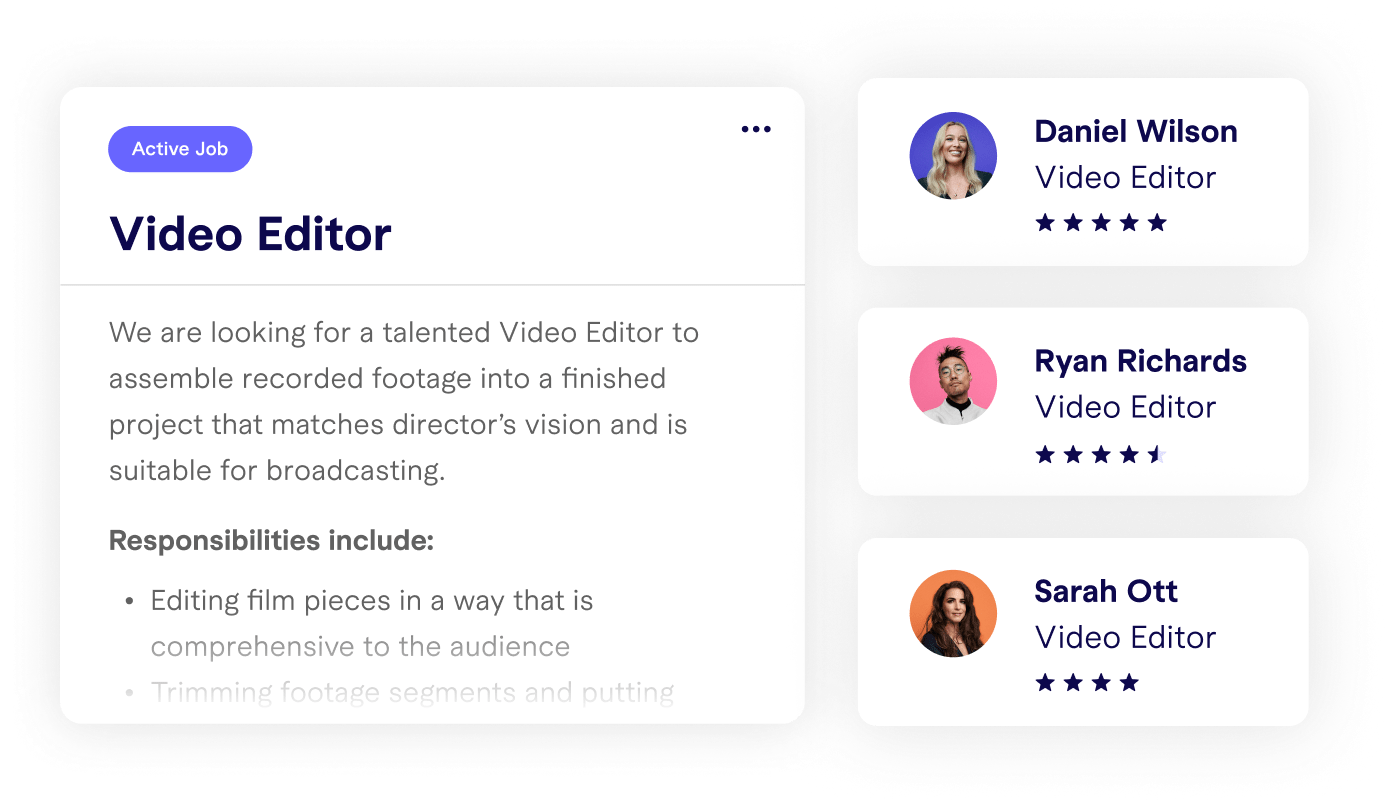 Active Job
Video Editor
We are looking for a talented Video Editor to
assemble recorded footage into a finished
project that matches director’s vision and is
suitable for broadcasting.
Responsibilities include:
• Editing film pieces in a way that is
comprehensive to the audience
• Trimming footage segments and putting
Daniel Wilson
Video Editor
Ryan Richards
Video Editor
Sarah Ott
Video Editor